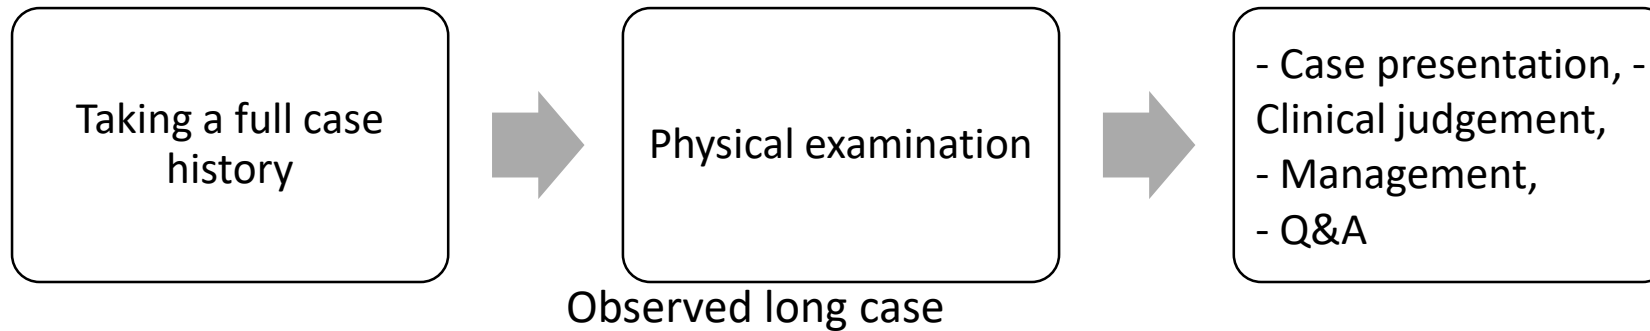 Taking a full case
history
Physical examination
- Case presentation, -
Clinical judgement,
- Management,
- Q&A
Observed long case